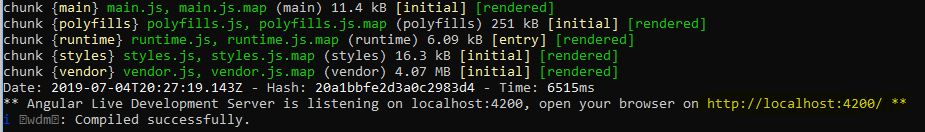 chunk {main} main.js, main.js.map (main) 11.4 kB [initial] [rendered]
chunk {polyfills} polyfills.js, polyfills.js.map (polyfills) 251 kB [initial] [rendered]
chunk {runtime} runtime.js, runtime.js.map (runtime) 6.09 kB [entry] [rendered]
chunk {styles} styles.js, styles.js.map (styles) 16.3 kB [initial] [rendered]
chunk {vendor} vendor.js, vendor.js.map (vendor) 4.07 MB [initial] [rendered]
Date: 2019-07-04T20:27:19.143Z - Hash: 20a1bbfe2d3a0c2983d4 - Time: 6515ms
** Angular Live Development Server is listening on localhost:4200, open your browser on http://localhost:4200/ **
i 「wdm」: Compiled successfully.